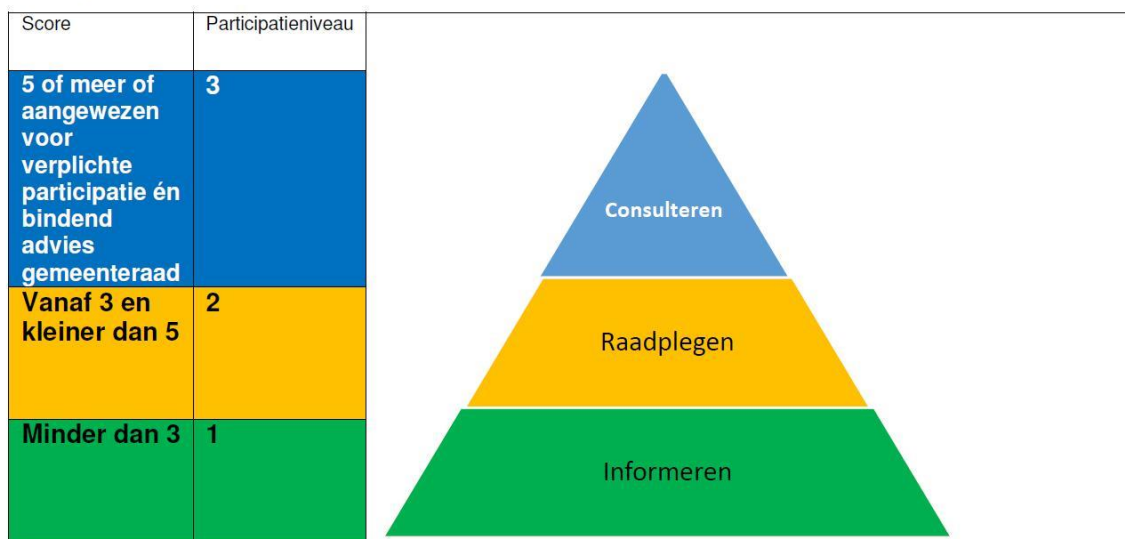 Score
Participatieniveau
5 of meer of
aangewezen
voor
verplichte
participatie én
bindend
advies
gemeenteraad
3
Consulteren
Vanaf 3 en
kleiner dan 5
2
Raadplegen
Minder dan 3
1
Informeren